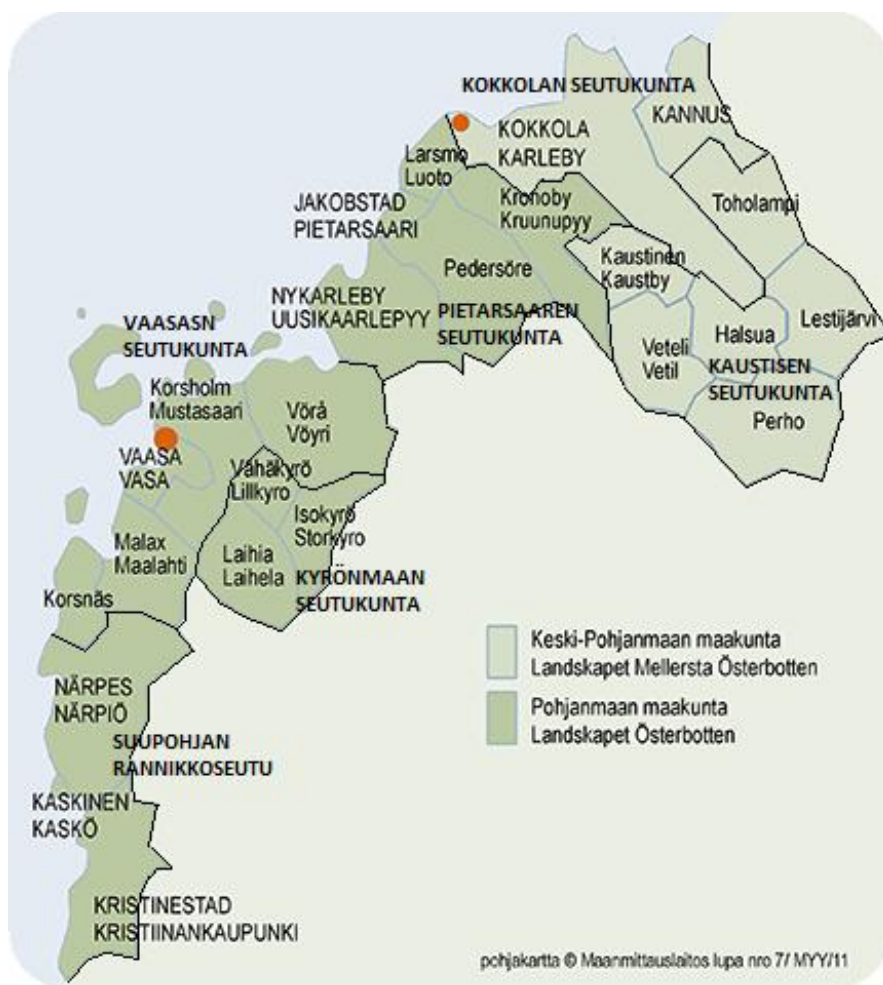 KOKKOLAN SEUTUKUNTA
KANNUS
KOKKOLA
KARLEBY
Larsmo
Luoto
Kronoby
Kruunupyy
Toholampi
JAKOBSTAD
PIETARSAARI
Pedersöre
Kaustinen
Kaustby
NYKARLEBY
UUSIKAARLEPYY
PIETARSAAREN
SEUTUKUNTA
Lestijärvi
Halsua
VAASASN
SEUTUKUNTA
Veteli
Vetil
KAUSTISEN
SEUTUKUNTA
Perho
Korsholm
Mustasaari
Vörå
Vöyri
VAASA
VASA
Vähäkyrö
Lillkyro
Isokyrö
Storkyro
Malax
Maalahti
Laihia
Laihela
KYRÖNMAAN
SEUTUKUNTA
Korsnäs
Keski-Pohjanmaan maakunta
Landskapet Mellersta Österbotten
NÄRPES
NÄRPIÖ
Pohjanmaan maakunta
Landskapet Österbotten
SUUPOHJAN
RANNIKKOSEUTU
KASKINEN
KASKÖ
KRISTINESTAD
KRISTIINANKAUPUNKI
pohjakartta © Maanmittauslaitos lupa nro 7/ MYY/11